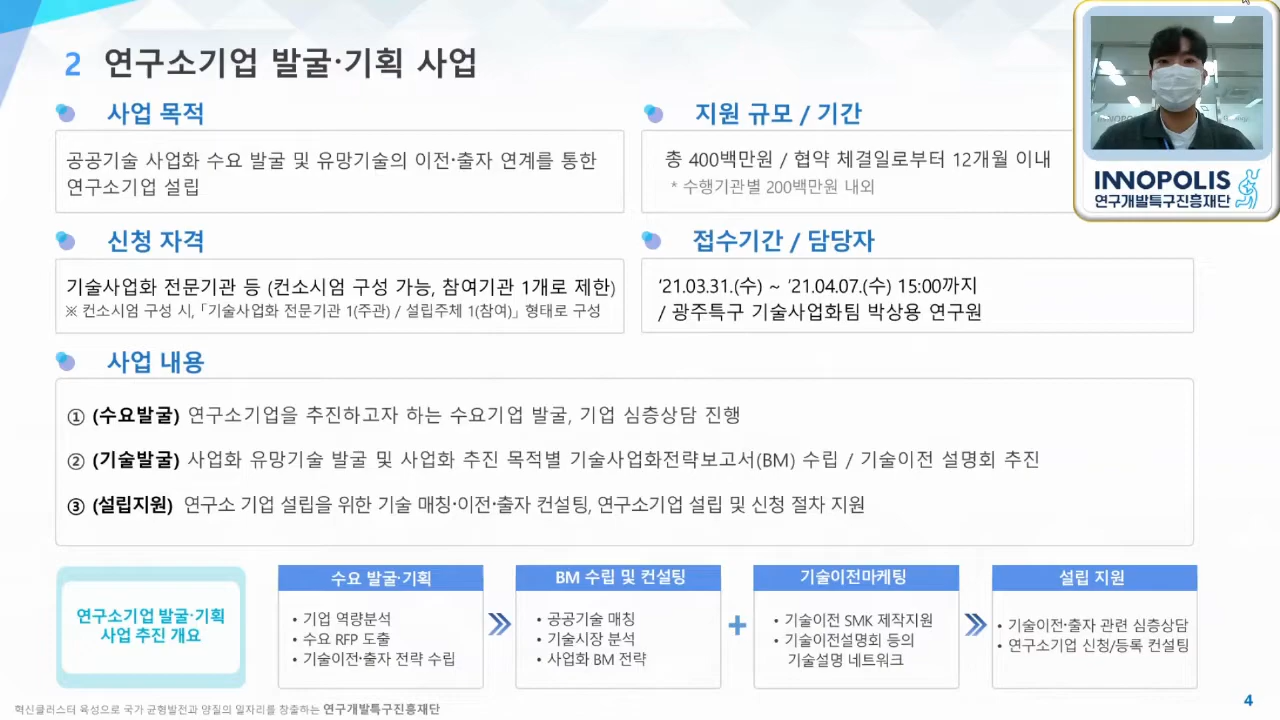 2 연구소기업 발굴·기획 사업
사업 목적
공공기술 사업화 수요 발굴 및 유망기술의 이전·출자 연계를 통한
연구소기업 설립
지원 규모 / 기간
총 400백만원 / 협약 체결일로부터 12개월 이내
* 수행기관별 200백만원 내외
INNOPOLIS
연구개발특구진흥재단
신청 자격
기술사업화 전문기관 등 (컨소시엄 구성 가능, 참여기관 1개로 제한)
※ 컨소시엄 구성 시, 「기술사업화 전문기관 1(주관) / 설립주체 1(참여)」 형태로 구성
접수기간 / 담당자
‘21.03.31.(수) ~ ‘21.04.07.(수) 15:00까지
/ 광주특구 기술사업화팀 박상용 연구원
사업 내용
① (수요발굴) 연구소기업을 추진하고자 하는 수요기업 발굴, 기업 심층상담 진행
② (기술발굴) 사업화 유망기술 발굴 및 사업화 추진 목적별 기술사업화전략보고서(BM) 수립 / 기술이전 설명회 추진
③ (설립지원) 연구소 기업 설립을 위한 기술 매칭·이전·출자 컨설팅, 연구소기업 설립 및 신청 절차 지원
연구소기업 발굴·기획
사업 추진 개요
수요 발굴·기획
• 기업 역량분석
• 수요 RFP 도출
• 기술이전·출자 전략 수립
BM 수립 및 컨설팅
• 공공기술 매칭
• 기술시장 분석
• 사업화 BM 전략
+
기술이전마케팅
• 기술이전 SMK 제작지원
• 기술이전설명회 등의
기술설명 네트워크
설립 지원
• 기술이전·출자 관련 심층상담
• 연구소기업 신청/등록 컨설팅
혁신클러스터 육성으로 국가 균형발전과 양질의 일자리를 창출하는 연구개발특구진흥재단
4